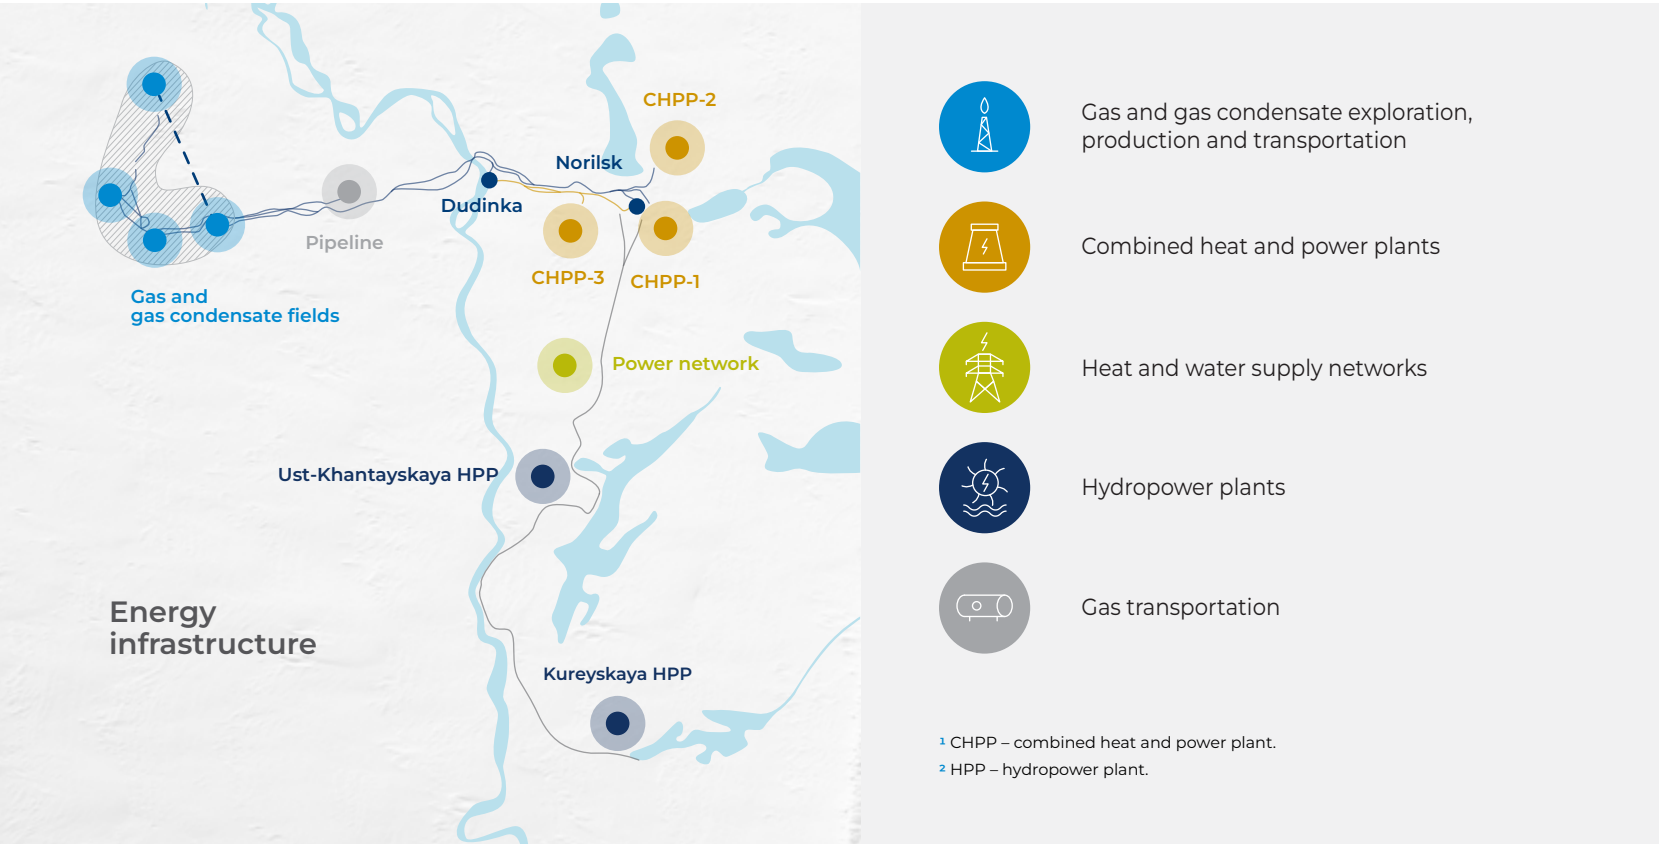 CHPP-2
Norilsk
Dudinka
Pipeline
CHPP-3
CHPP-1
Gas and
gas condensate fields
Power network
Ust-Khantayskaya HPP
Energy
infrastructure
Kureyskaya HPP
Gas and gas condensate exploration,
production and transportation
Combined heat and power plants
Heat and water supply networks
Hydropower plants
Gas transportation
¹ CHPP – combined heat and power plant.
² HPP – hydropower plant.